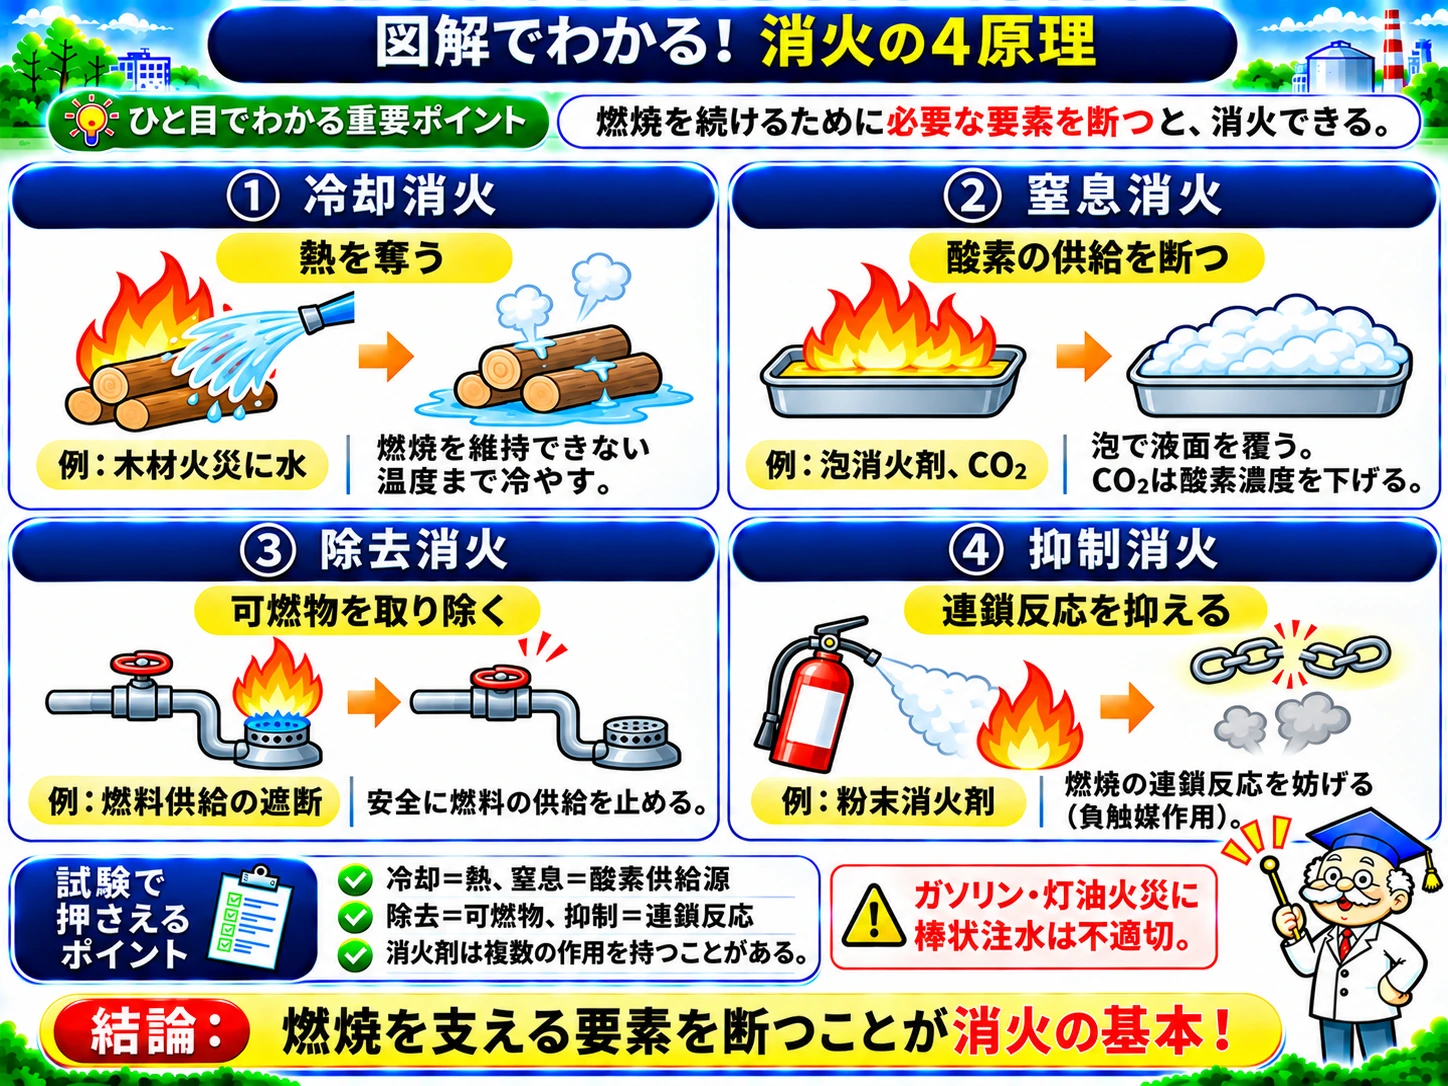 図解でわかる！ 消火の4原理
ひと目でわかる重要ポイント
燃焼を続けるために必要な要素を断つと、消火できる。
① 冷却消火
熱を奪う
例：木材火災に水
燃焼を維持できない
温度まで冷やす。
② 窒息消火
酸素の供給を断つ
例：泡消火剤、CO₂
泡で液面を覆う。
CO₂は酸素濃度を下げる。
③ 除去消火
可燃物を取り除く
例：燃料供給の遮断
安全に燃料の供給を止める。
④ 抑制消火
連鎖反応を抑える
例：粉末消火剤
燃焼の連鎖反応を妨げる
（負触媒作用）。
試験で
押さえる
ポイント
冷却＝熱、窒息＝酸素供給源
除去＝可燃物、抑制＝連鎖反応
消火剤は複数の作用を持つことがある。
ガソリン・灯油火災に
棒状注水は不適切。
結論： 燃焼を支える要素を断つことが消火の基本！